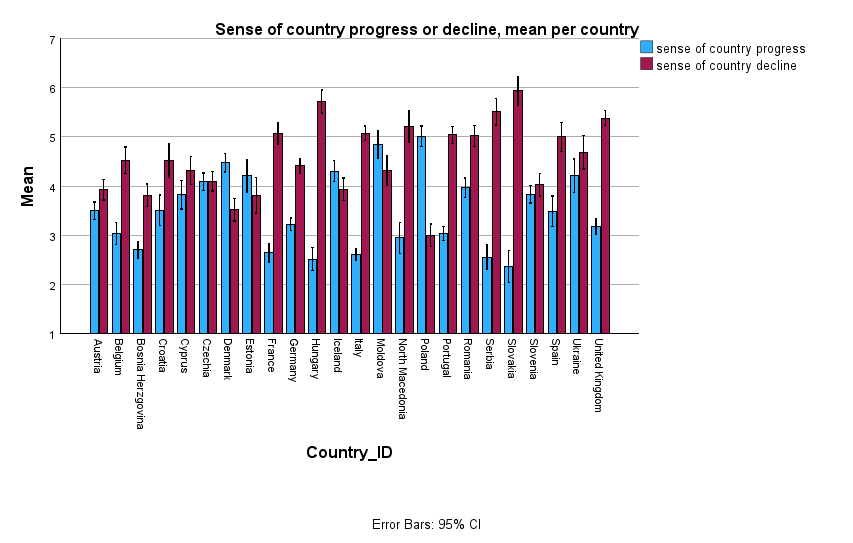 Sense of country progress or decline, mean per country
sense of country progress
sense of country decline
7
6
5
4
3
2
1
Mean
Austria
Belgium
Bosnia Herzgovina
Croatia
Cyprus
Czechia
Denmark
Estonia
France
Germany
Hungary
Iceland
Italy
Moldova
North Macedonia
Poland
Portugal
Romania
Serbia
Slovakia
Slovenia
Spain
Ukraine
United Kingdom
Country_ID
Error Bars: 95% CI